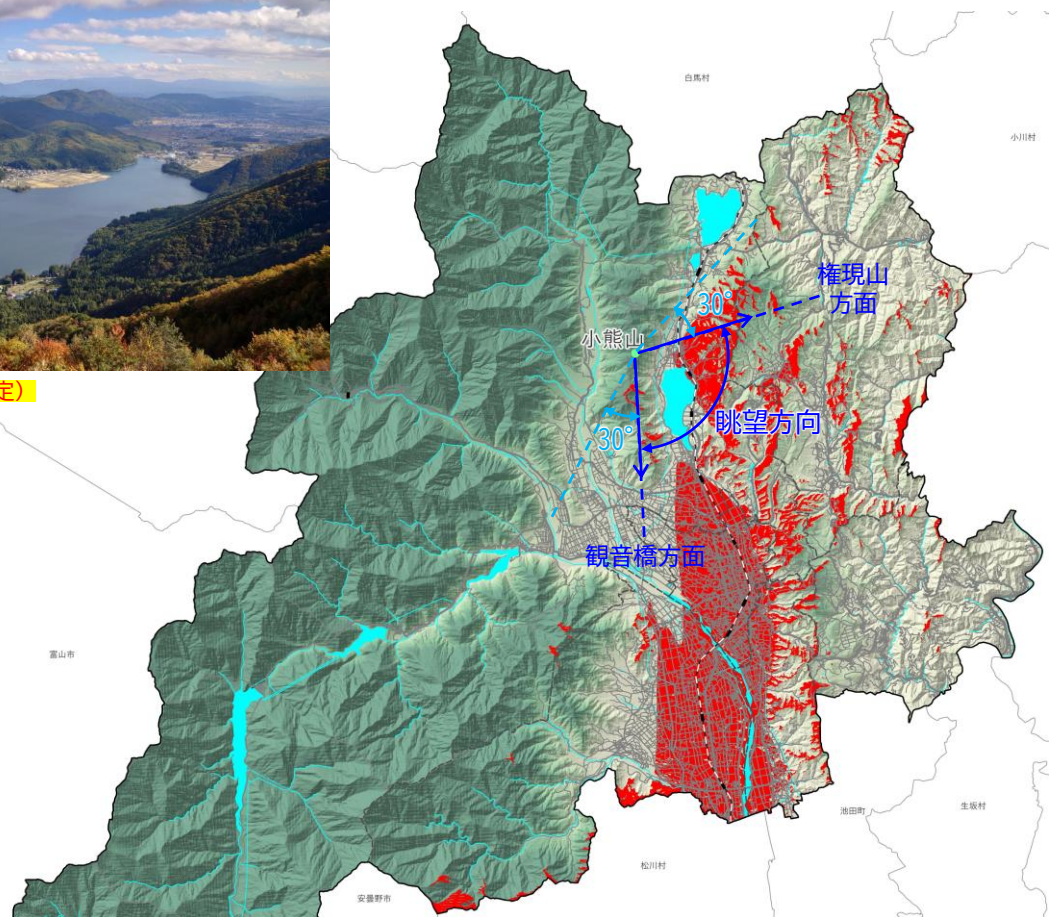 白馬村
小川村
権現山
方面
30°
小熊山
定）
眺望方向
30°
観音橋方面
富山市
池田町
生坂村
松川村
安曇野市